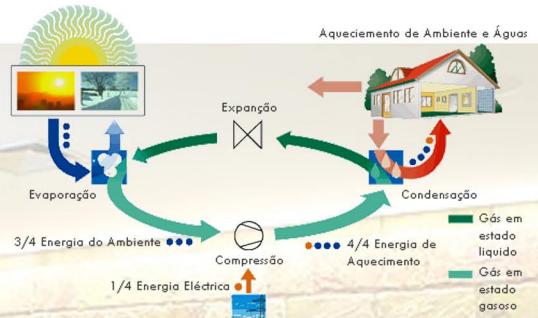 Aqueciemento de Ambiente e Águas
Expanção
Evaporação
Condensação
3/4 Energia do Ambiente
Compressão
4/4 Energia de
Aquecimento
1/4 Energia Eléctrica
Gás em
estado
liquido
Gás em
estado
gasoso